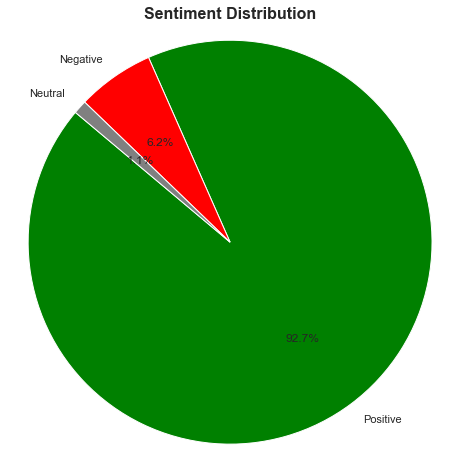 Sentiment Distribution
Negative
Neutral
6.2%
1.1%
92.7%
Positive